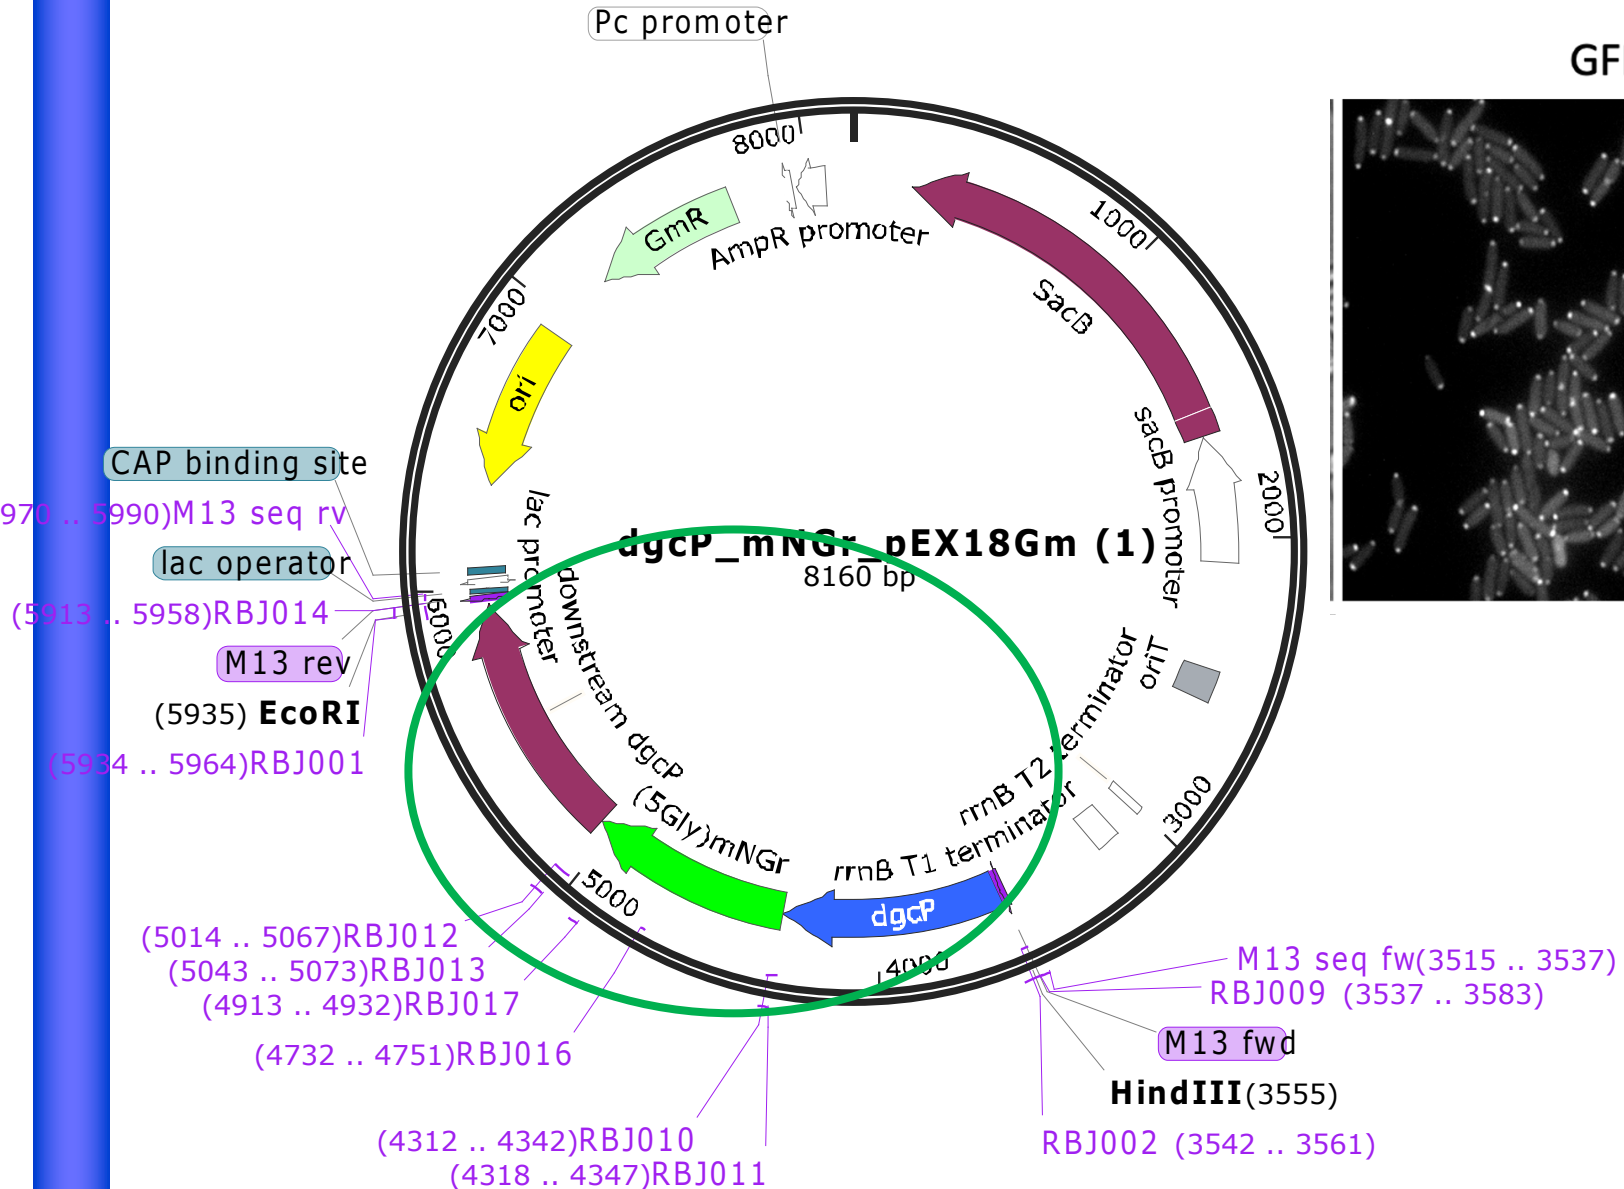 Pc promoter
GF
8000
1000
GmR
AmpR promoter
SacB
7000
ori
sacB promoter
2000
CAP binding site
970 .. 5990)M13 seq rv
lac promoter
dgcP_mNGr_pEX18Gm (1)
8160 bp
lac operator
(5913 .. 5958)RBJ014
6000
M13 rev
downstream dgcP
oriT
(5935) EcoRI
(5934 .. 5964)RBJ001
rrnB T2 terminator
3000
(5Gly)mNGr
rrnB T1 terminator
dgcP
5000
4000
(5014 .. 5067)RBJ012
(5043 .. 5073)RBJ013
(4913 .. 4932)RBJ017
(4732 .. 4751)RBJ016
M13 seq fw(3515 .. 3537)
RBJ009 (3537 .. 3583)
M13 fwd
HindIII(3555)
(4312 .. 4342)RBJ010
RBJ002 (3542 .. 3561)
(4318 .. 4347)RBJ011